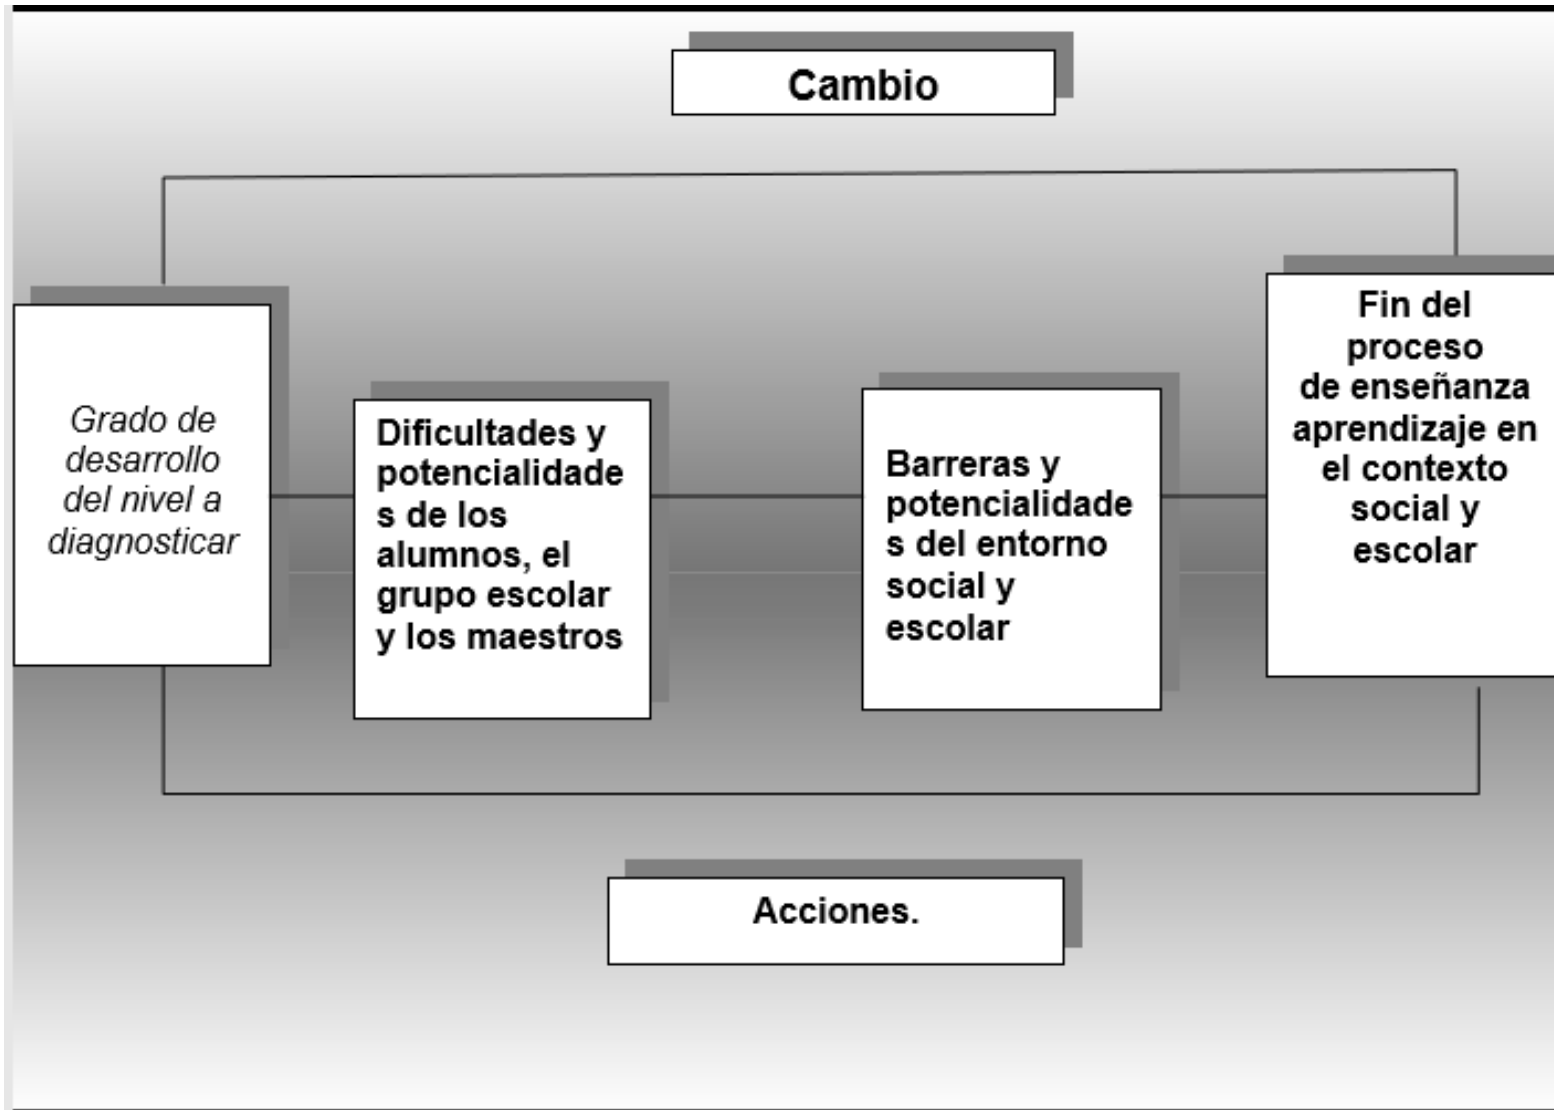 Cambio
Grado de
desarrollo
del nivel a
diagnosticar
Dificultades y
potencialidade
s de los
alumnos, el
grupo escolar
y los maestros
Barreras y
potencialidade
s del entorno
social y
escolar
Fin del
proceso
de enseñanza
aprendizaje en
el contexto
social y
escolar
Acciones.